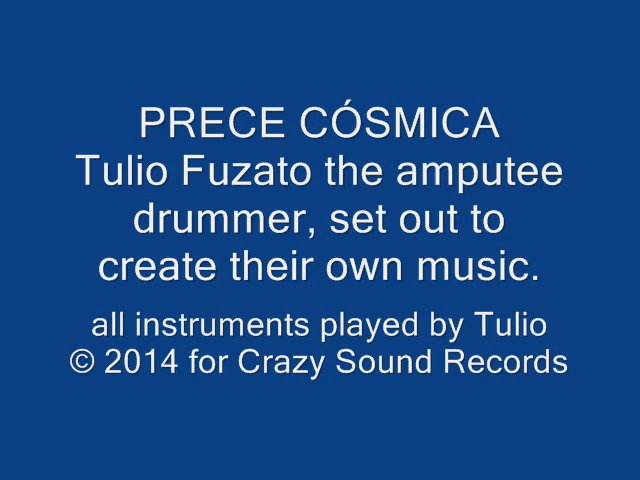 PRECE CÓSMICA
Tulio Fuzato the amputee
drummer, set out to
create their own music.
all instruments played by Tulio
© 2014 for Crazy Sound Records